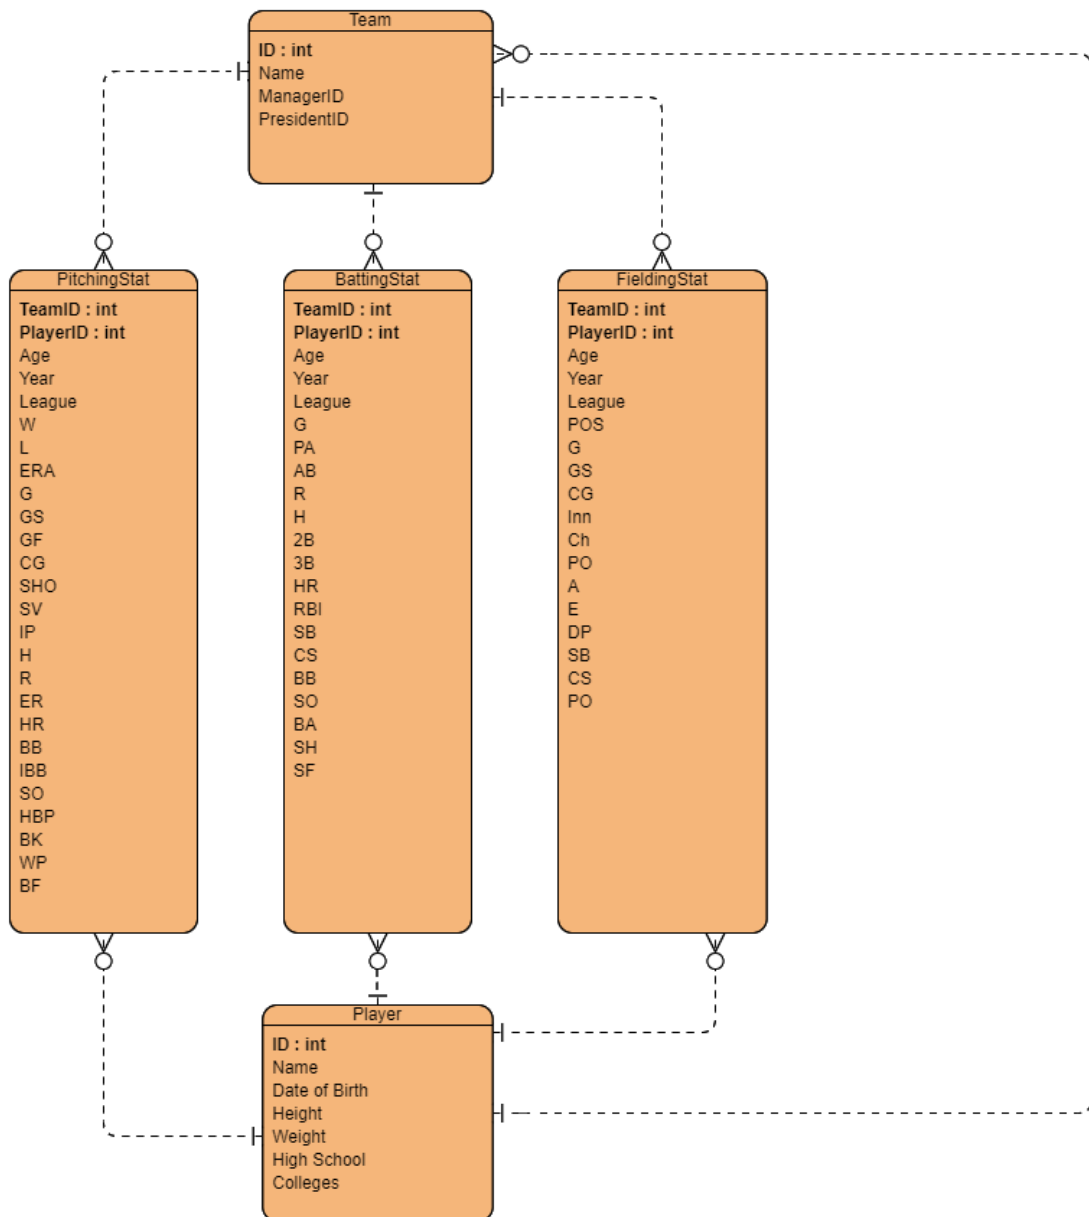 Team
ID : int
Name
ManagerID
PresidentID
PitchingStat
TeamID : int
PlayerID : int
Age
Year
League
W
L
ERA
G
GS
GF
CG
SHO
SV
IP
H
R
ER
HR
BB
IBB
SO
HBP
BK
WP
BF
BattingStat
TeamID : int
PlayerID : int
Age
Year
League
G
PA
AB
R
H
2B
3B
HR
RBI
SB
CS
BB
SO
BA
SH
SF
FieldingStat
TeamID : int
PlayerID : int
Age
Year
League
POS
G
GS
CG
Inn
Ch
PO
A
E
DP
SB
CS
PO
Player
ID : int
Name
Date of Birth
Height
Weight
High School
Colleges